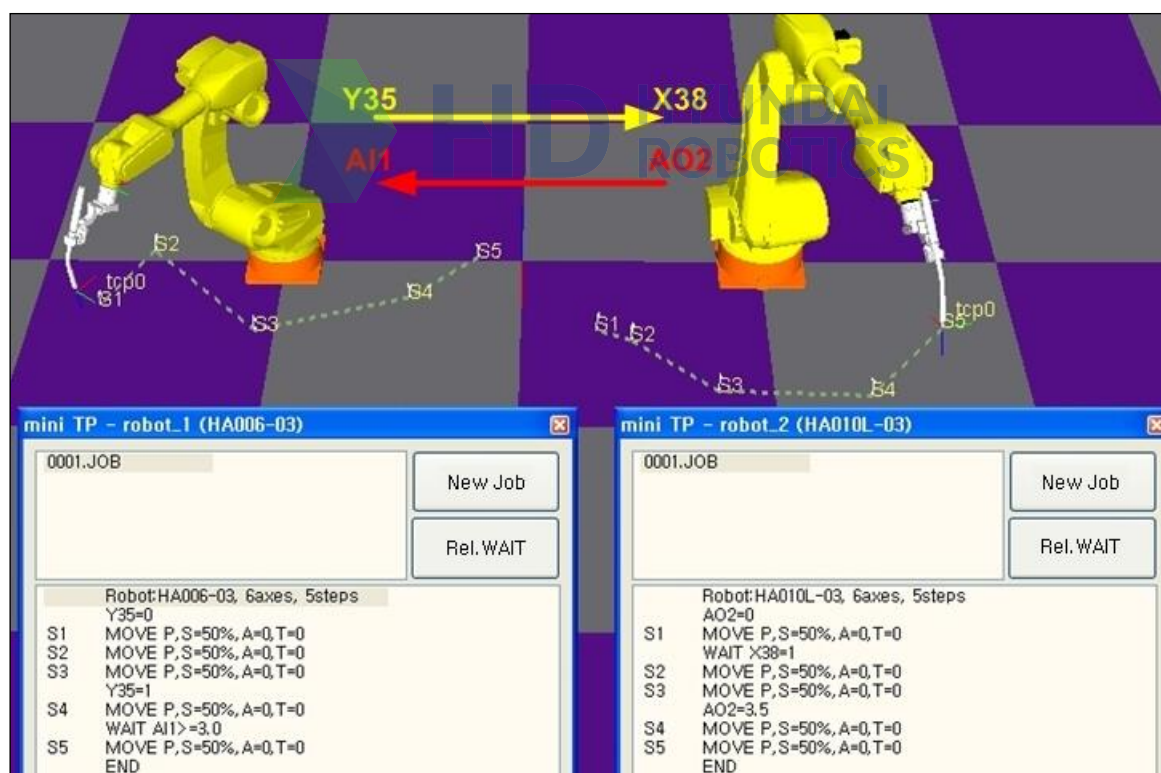 Y35
X38
HD HYUNDAI
ROBOTICS
AI1
AO2
S2
S5
tcp0
S1
S4
S3
S1
S2
tcp0
S5
S3
S4
mini TP - robot_1 (HA006-03)
0001.JOB
New Job
Rel.WAIT
Robot:HA006-03, 6axes, 5steps
Y35=0
S1 MOVE P,S=50%,A=0,T=0
S2 MOVE P,S=50%,A=0,T=0
S3 MOVE P,S=50%,A=0,T=0
Y35=1
S4 MOVE P,S=50%,A=0,T=0
WAIT AI1>=3.0
S5 MOVE P,S=50%,A=0,T=0
END
mini TP - robot_2 (HA010L-03)
0001.JOB
New Job
Rel.WAIT
Robot:HA010L-03, 6axes, 5steps
AO2=0
S1 MOVE P,S=50%,A=0,T=0
WAIT X38=1
S2 MOVE P,S=50%,A=0,T=0
S3 MOVE P,S=50%,A=0,T=0
AO2=3.5
S4 MOVE P,S=50%,A=0,T=0
S5 MOVE P,S=50%,A=0,T=0
END